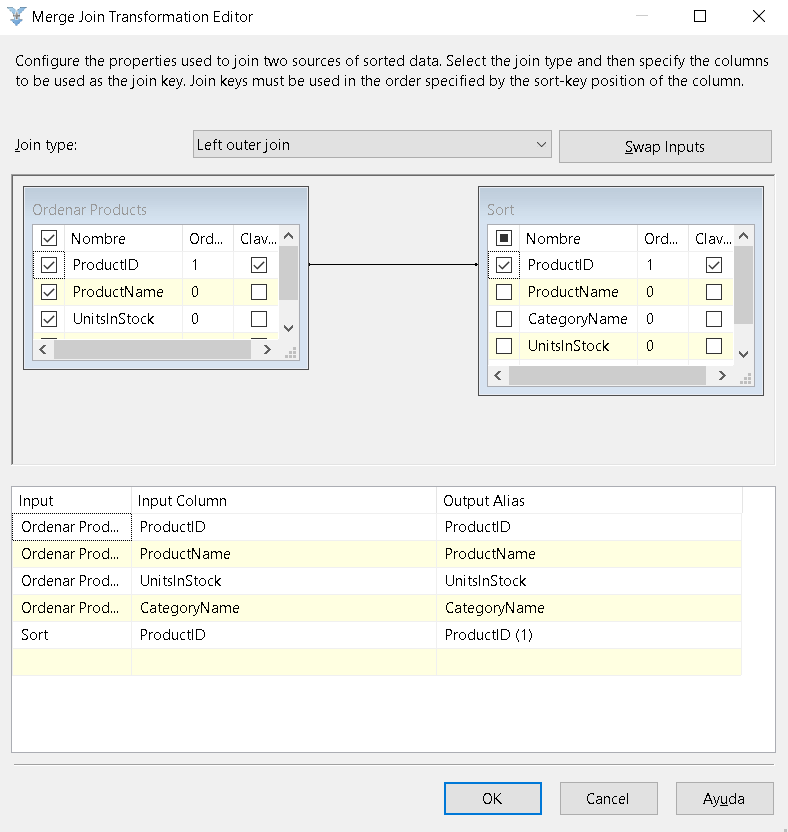 Merge Join Transformation Editor
Configure the properties used to join two sources of sorted data. Select the join type and then specify the columns
to be used as the join key. Join keys must be used in the order specified by the sort-key position of the column.
Join type: Left outer join Swap Inputs
Ordenar Products
Nombre Ord... Clav...
ProductID 1
ProductName 0
UnitsInStock 0
Sort
Nombre Ord... Clav...
ProductID 1
ProductName 0
CategoryName 0
UnitsInStock 0
Input Input Column Output Alias
Ordenar Prod... ProductID ProductID
Ordenar Prod... ProductName ProductName
Ordenar Prod... UnitsInStock UnitsInStock
Ordenar Prod... CategoryName CategoryName
Sort ProductID ProductID (1)
OK Cancel Ayuda